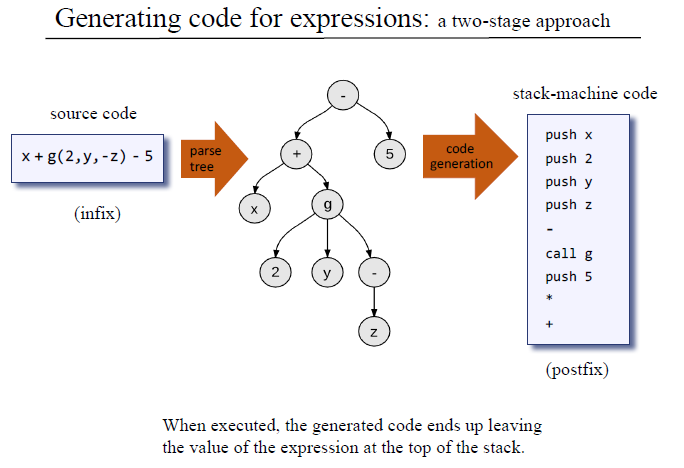 Generating code for expressions: a two-stage approach
source code
x + g(2,y,-z) - 5
(infix)
parse
tree
-
+
5
x
g
2
y
-
z
code
generation
stack-machine code
push x
push 2
push y
push z
-
call g
push 5
*
+
(postfix)
When executed, the generated code ends up leaving
the value of the expression at the top of the stack.